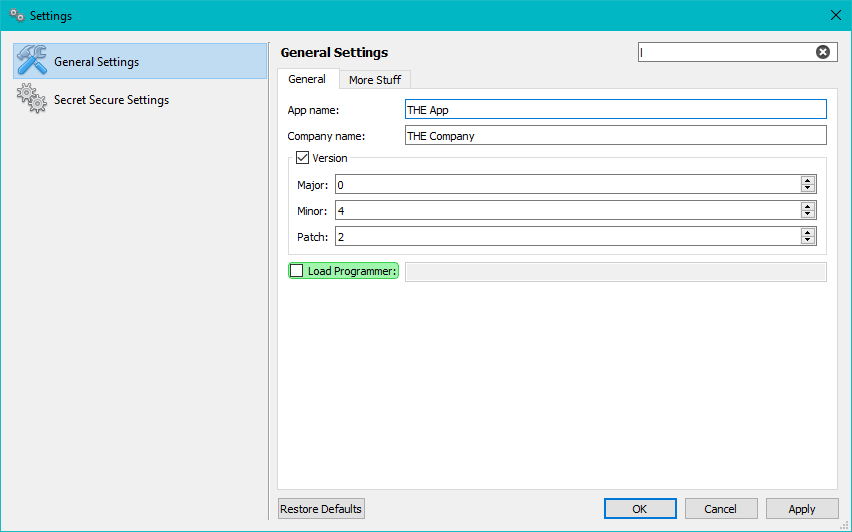 Settings
General Settings
Secret Secure Settings
General Settings
l
General
More Stuff
App name:
THE App
Company name:
THE Company
Version
Major:
0
Minor:
4
Patch:
2
Load Programmer:
Restore Defaults
OK
Cancel
Apply